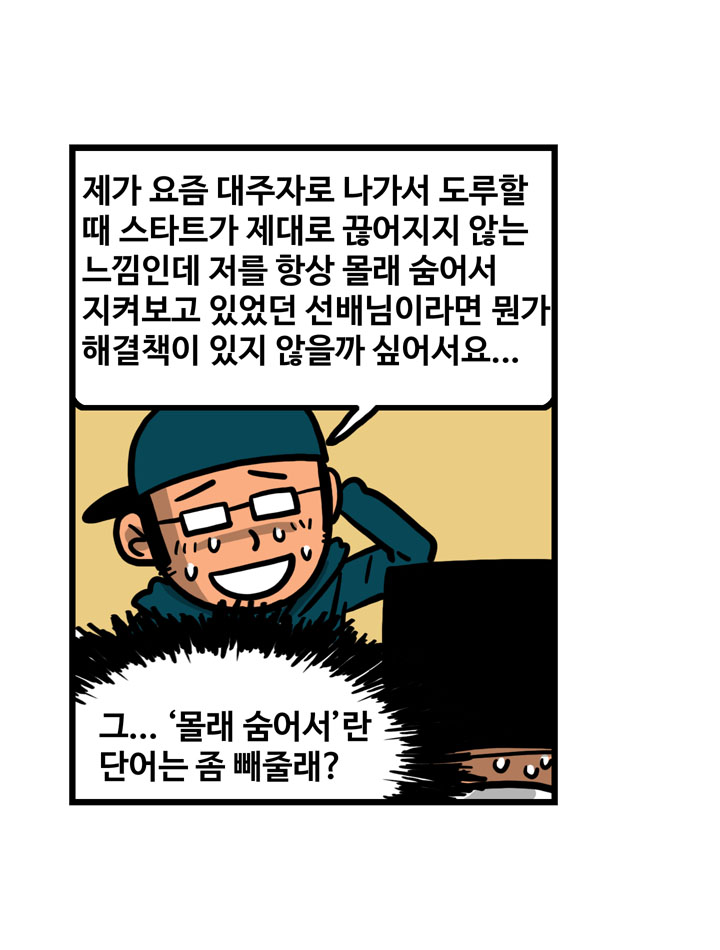 제가 요즘 대주자로 나가서 도루할
때 스타트가 제대로 끊어지지 않는
느낌인데 저를 항상 몰래 숨어서
지켜보고 있었던 선배님이라면 뭔가
해결책이 있지 않을까 싶어서요...
그... ‘몰래 숨어서’란
단어는 좀 빼줄래?